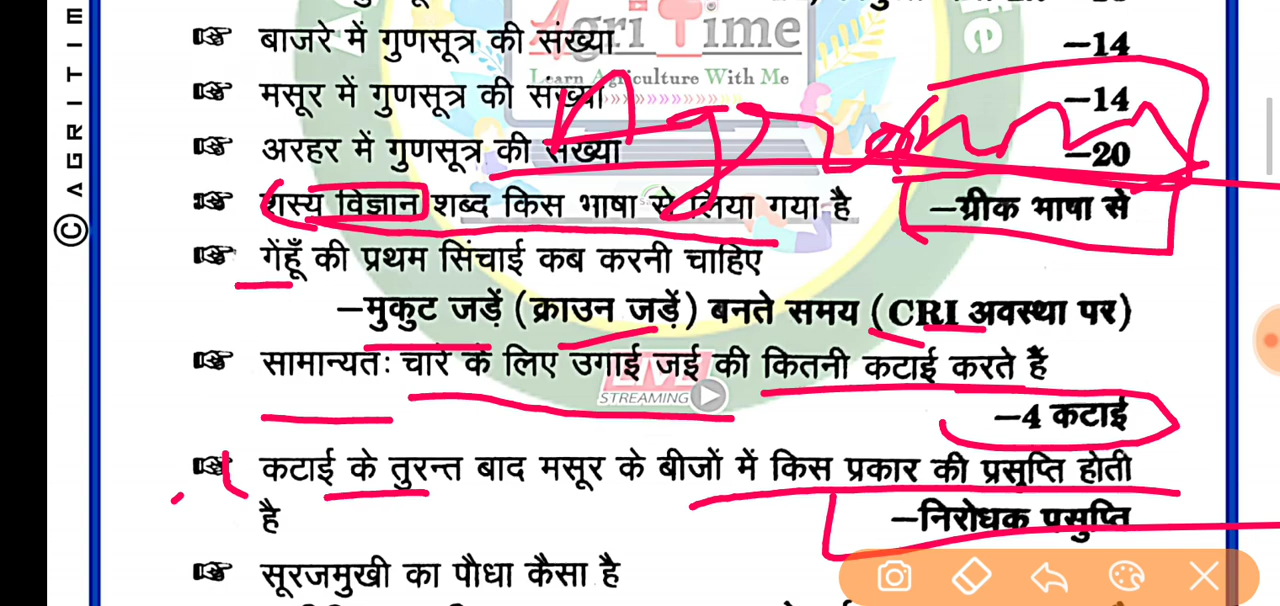 Agri Time
Learn Agriculture With Me
☞ बाजरे में गुणसूत्र की संख्या –14
☞ मसूर में गुणसूत्र की संख्या –14
☞ अरहर में गुणसूत्र की संख्या –20
☞ शस्य विज्ञान शब्द किस भाषा से लिया गया है –ग्रीक भाषा से
☞ गेंहूँ की प्रथम सिंचाई कब करनी चाहिए
–मुकुट जड़ें (क्राउन जड़ें) बनते समय (CRI अवस्था पर)
☞ सामान्यतः चारे के लिए उगाई जई की कितनी कटाई करते हैं
LIVE
STREAMING
–4 कटाई
☞ कटाई के तुरन्त बाद मसूर के बीजों में किस प्रकार की प्रसुप्ति होती
है –निरोधक प्रसुप्ति
☞ सूरजमुखी का पौधा कैसा है
© AGRITIM